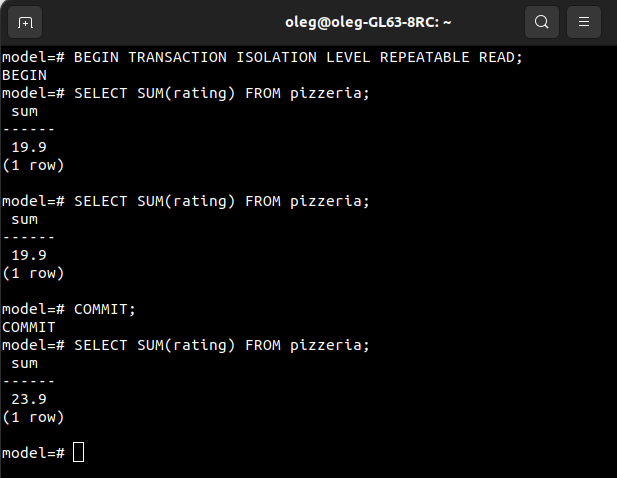 oleg@oleg-GL63-8RC: ~
model=# BEGIN TRANSACTION ISOLATION LEVEL REPEATABLE READ;
BEGIN
model=# SELECT SUM(rating) FROM pizzeria;
 sum
------
 19.9
(1 row)

model=# SELECT SUM(rating) FROM pizzeria;
 sum
------
 19.9
(1 row)

model=# COMMIT;
COMMIT
model=# SELECT SUM(rating) FROM pizzeria;
 sum
------
 23.9
(1 row)

model=#